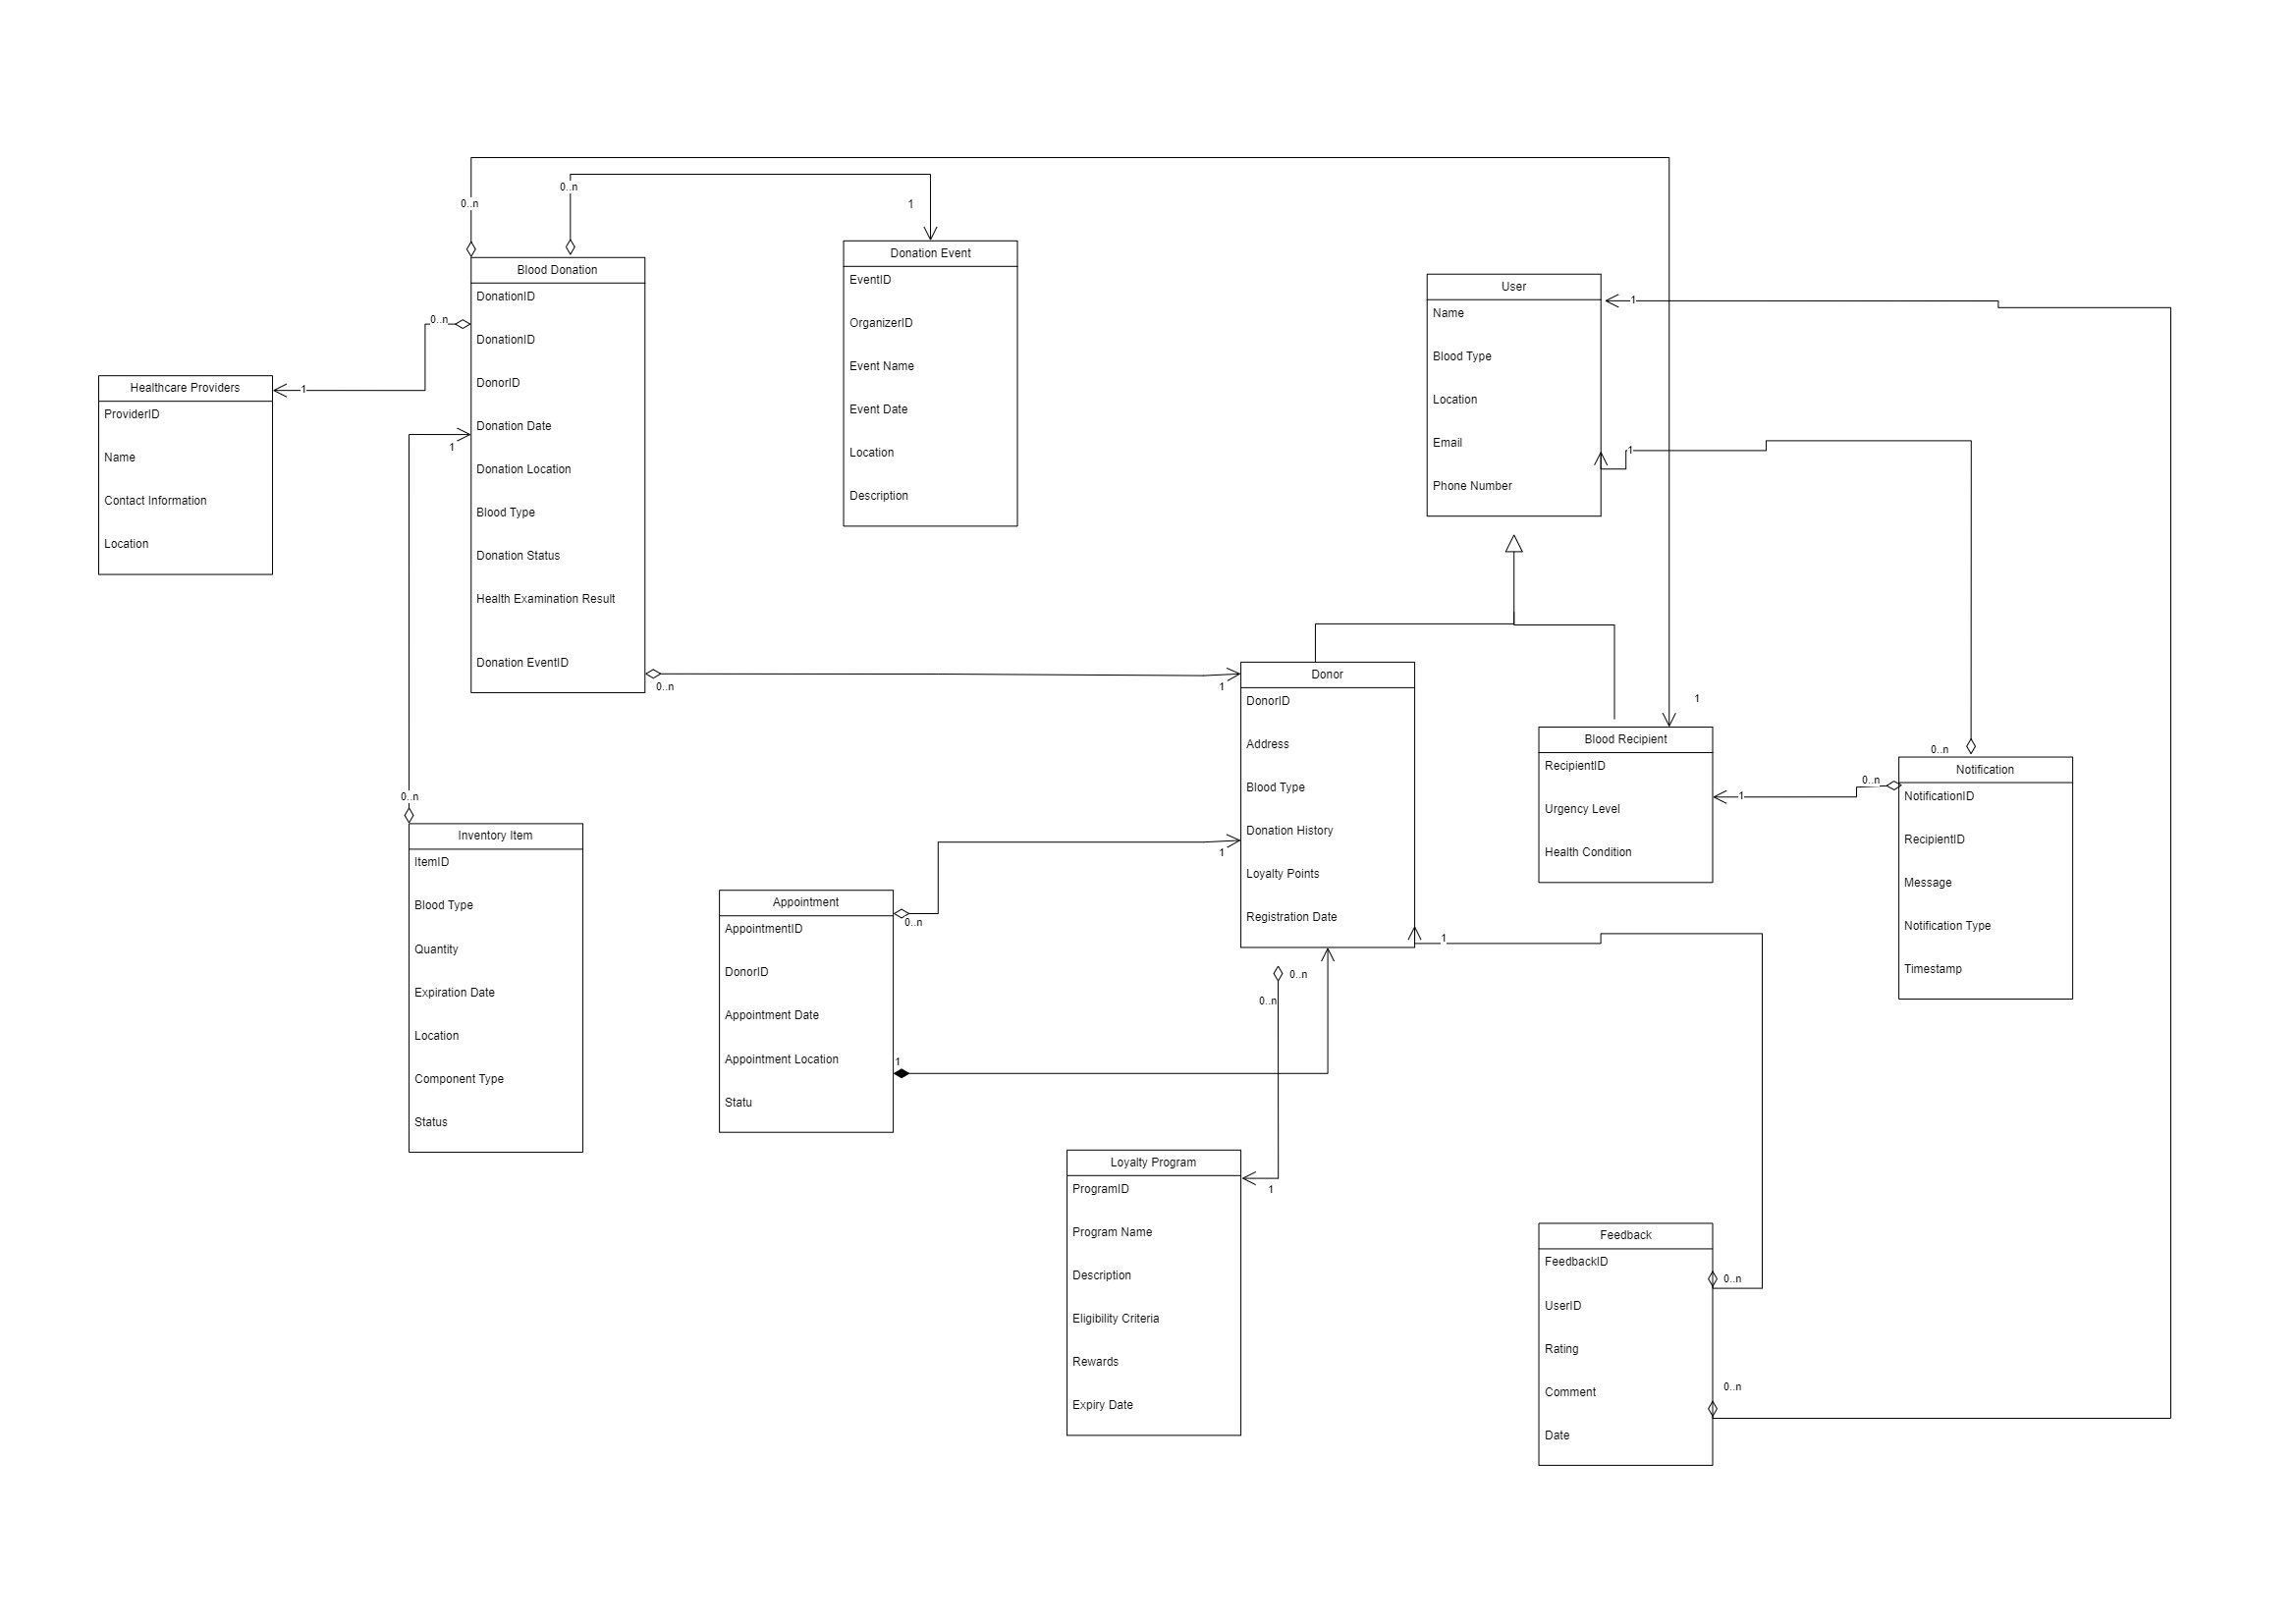 0..n
0..n
1
Blood Donation
DonationID
DonationID
DonorID
Donation Date
Donation Location
Blood Type
Donation Status
Health Examination Result
Donation EventID
0..n
1
Healthcare Providers
ProviderID
Name
Contact Information
Location
1
0..n
Donation Event
EventID
OrganizerID
Event Name
Event Date
Location
Description
User
Name
Blood Type
Location
Email
Phone Number
1
1
0..n
1
Donor
DonorID
Address
Blood Type
Donation History
Loyalty Points
Registration Date
1
1
Blood Recipient
RecipientID
Urgency Level
Health Condition
1
0..n
0..n
Notification
NotificationID
RecipientID
Message
Notification Type
Timestamp
Inventory Item
ItemID
Blood Type
Quantity
Expiration Date
Location
Component Type
Status
Appointment
AppointmentID
DonorID
Appointment Date
Appointment Location
Statu
0..n
1
1
0..n
0..n
1
Loyalty Program
ProgramID
Program Name
Description
Eligibility Criteria
Rewards
Expiry Date
Feedback
FeedbackID
UserID
Rating
Comment
Date
0..n
0..n